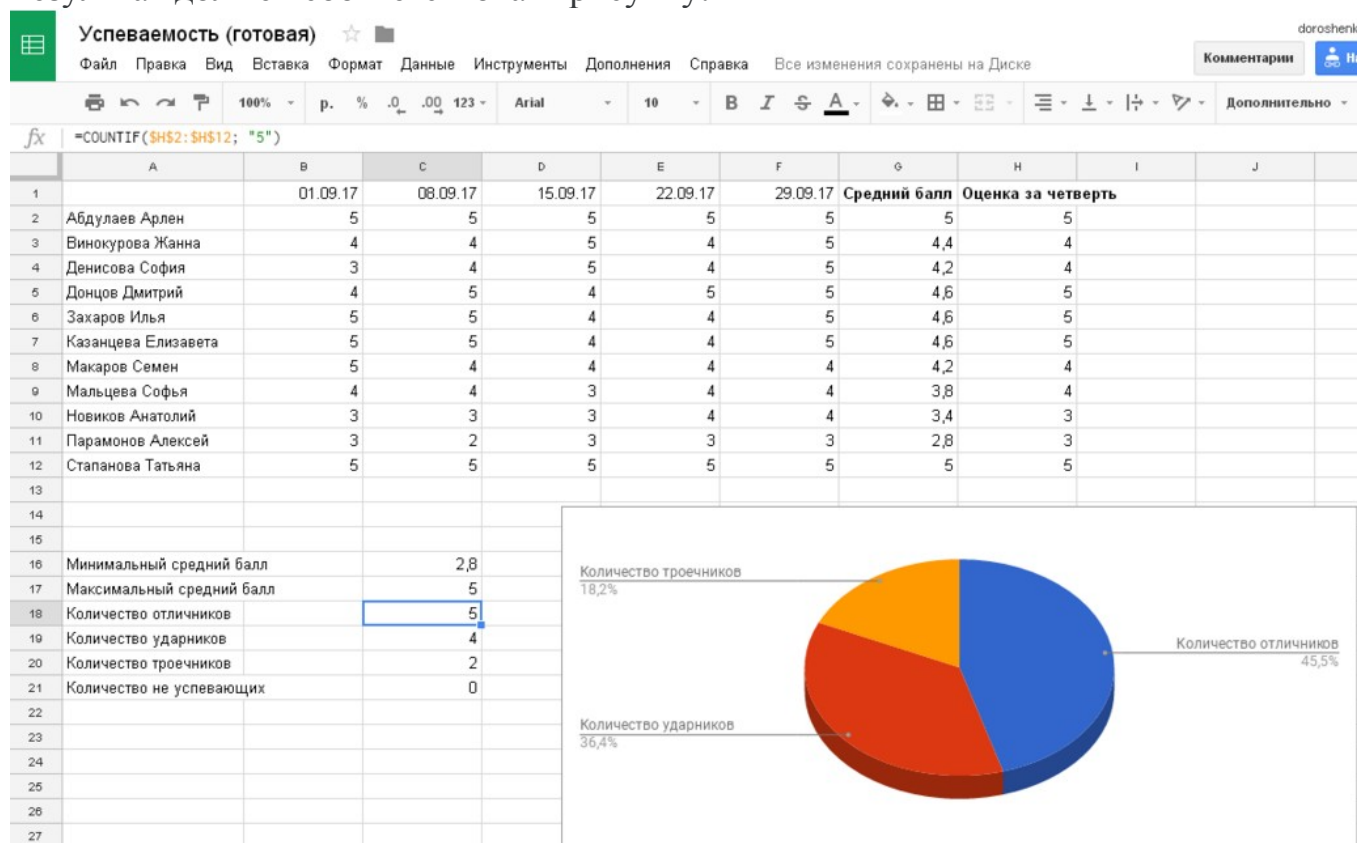 Успеваемость (готовая)
doroshenk
Файл Правка Вид Вставка Формат Данные Инструменты Дополнения Справка Все изменения сохранены на Диске
Комментарии
100% р. % .0 .00 123 Arial 10 B I S A Дополнительно
fx =COUNTIF($H$2:$H$12; "5")
A B C D E F G H I J
1 01.09.17 08.09.17 15.09.17 22.09.17 29.09.17 Средний балл Оценка за четверть
2 Абдулаев Арлен 5 5 5 5 5 5 5
3 Винокурова Жанна 4 4 5 4 5 4,4 4
4 Денисова София 3 4 5 4 5 4,2 4
5 Донцов Дмитрий 4 5 4 5 5 4,6 5
6 Захаров Илья 5 5 4 4 5 4,6 5
7 Казанцева Елизавета 5 5 4 4 5 4,6 5
8 Макаров Семен 5 4 4 4 4 4,2 4
9 Мальцева Софья 4 4 3 4 4 3,8 4
10 Новиков Анатолий 3 3 3 4 4 3,4 3
11 Парамонов Алексей 3 2 3 3 3 2,8 3
12 Стапанова Татьяна 5 5 5 5 5 5 5
13
14
15
16 Минимальный средний балл 2,8
17 Максимальный средний балл 5
18 Количество отличников 5
19 Количество ударников 4
20 Количество троечников 2
21 Количество не успевающих 0
22
23
24
25
26
27
Количество троечников
18,2%
Количество отличников
45,5%
Количество ударников
36,4%